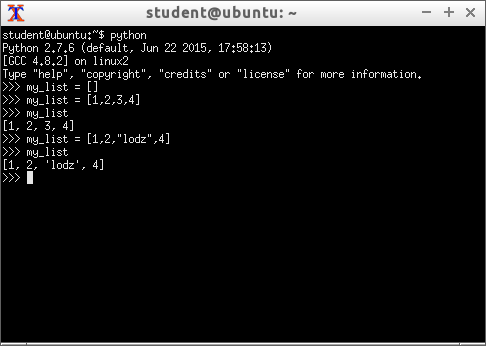 student@ubuntu: ~
student@ubuntu:~$ python
Python 2.7.6 (default, Jun 22 2015, 17:58:13)
[GCC 4.8.2] on linux2
Type "help", "copyright", "credits" or "license" for more information.
>>> my_list = []
>>> my_list = [1,2,3,4]
>>> my_list
[1, 2, 3, 4]
>>> my_list = [1,2,"lodz",4]
>>> my_list
[1, 2, 'lodz', 4]
>>>